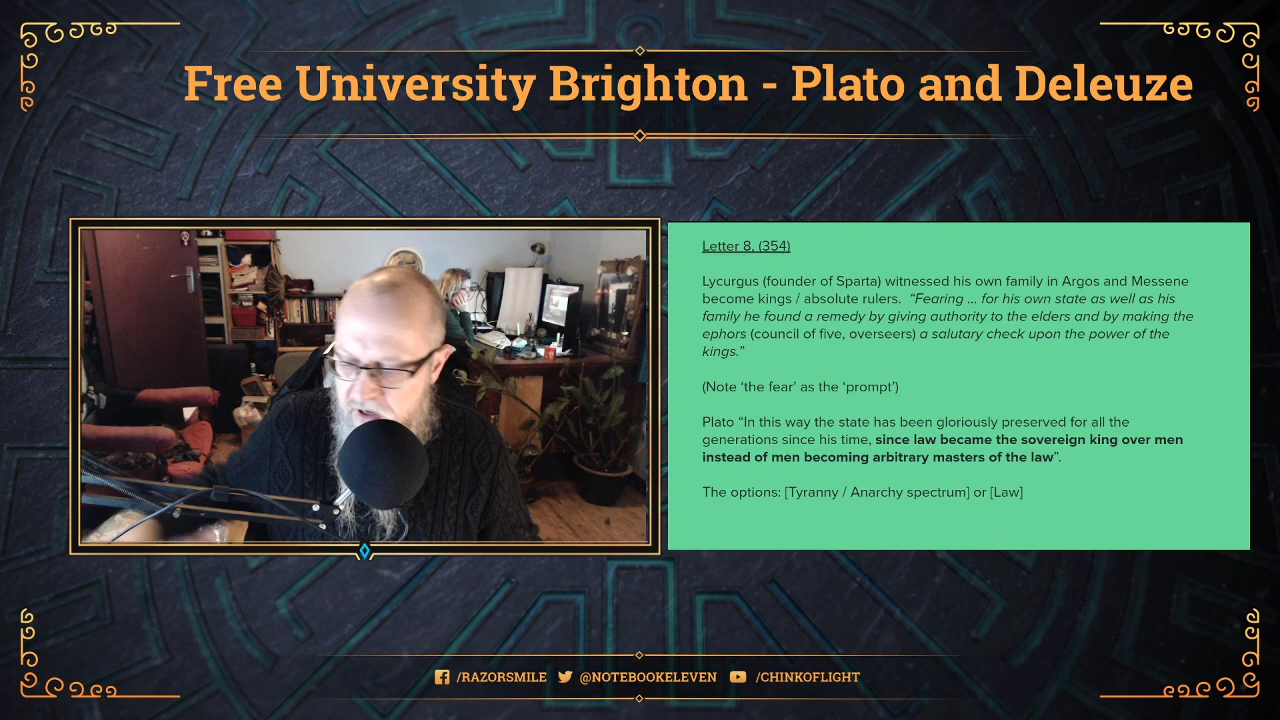 Free University Brighton - Plato and Deleuze
Letter 8, (354)
Lycurgus (founder of Sparta) witnessed his own family in Argos and Messene
become kings / absolute rulers. “Fearing ... for his own state as well as his
family he found a remedy by giving authority to the elders and by making the
ephors (council of five, overseers) a salutary check upon the power of the
kings.”
(Note ‘the fear’ as the ‘prompt’)
Plato “In this way the state has been gloriously preserved for all the
generations since his time, since law became the sovereign king over men
instead of men becoming arbitrary masters of the law”.
The options: [Tyranny / Anarchy spectrum] or [Law]
/RAZORSMILE @NOTEBOOKELEVEN /CHINKOFLIGHT